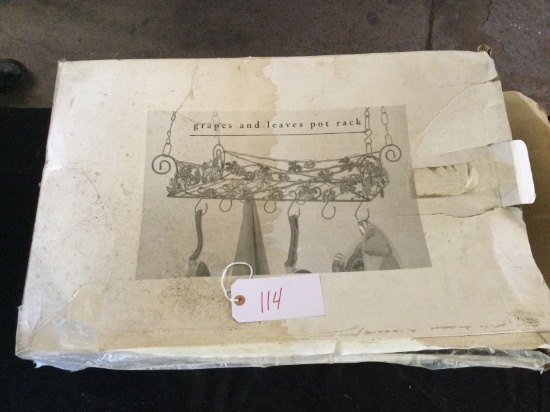 grapes and leaves pot rack
114